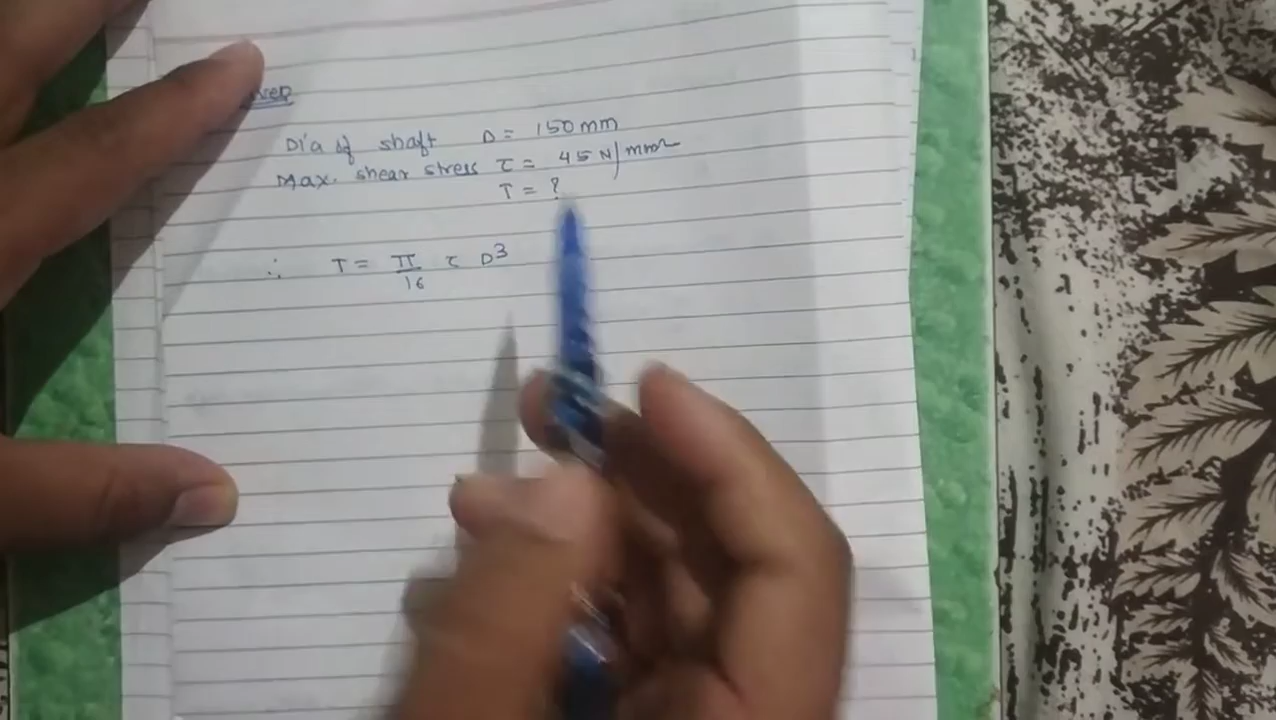 Dia of shaft D = 150 mm
Max. shear stress τ = 45 N/mm²
T = ?
∴ T = π/16 τ D³